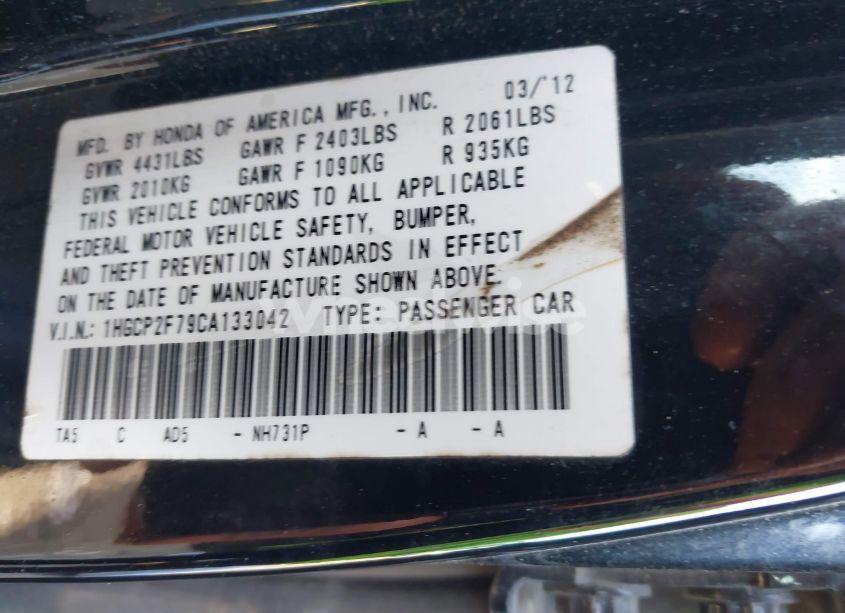 MFD. BY HONDA OF AMERICA MFG., INC. 03/'12
GVWR 4431LBS GAWR F 2403LBS R 2061LBS
GVWR 2010KG GAWR F 1090KG R 935KG
THIS VEHICLE CONFORMS TO ALL APPLICABLE
FEDERAL MOTOR VEHICLE SAFETY, BUMPER,
AND THEFT PREVENTION STANDARDS IN EFFECT
ON THE DATE OF MANUFACTURE SHOWN ABOVE.
V.I.N.: 1HGCP2F79CA133042 TYPE: PASSENGER CAR
TA5 C AD5 - NH731P - A - A